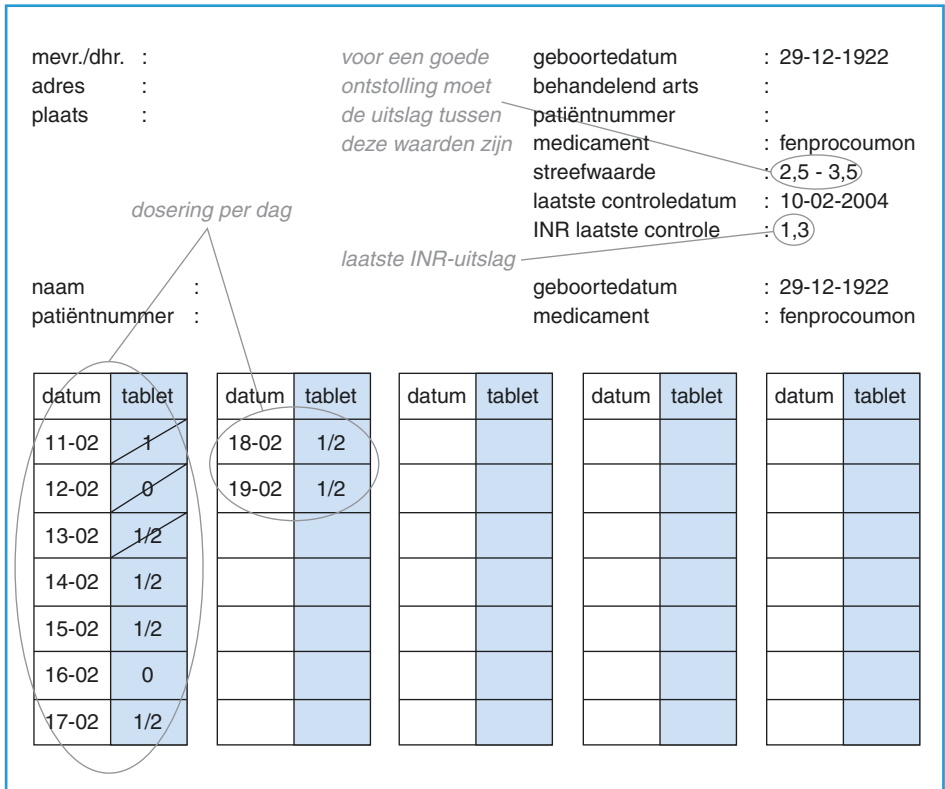 mevr./dhr. : voor een goede geboortedatum : 29-12-1922
adres : ontstolling moet behandelend arts :
plaats : de uitslag tussen patiëntnummer :
deze waarden zijn medicament : fenprocoumon
streefwaarde : 2,5 - 3,5
dosering per dag laatste controledatum : 10-02-2004
INR laatste controle : 1,3
laatste INR-uitslag
naam : geboortedatum : 29-12-1922
patiëntnummer : medicament : fenprocoumon
datum tablet datum tablet datum tablet datum tablet datum tablet
11-02 1 18-02 1/2
12-02 0 19-02 1/2
13-02 1/2
14-02 1/2
15-02 1/2
16-02 0
17-02 1/2